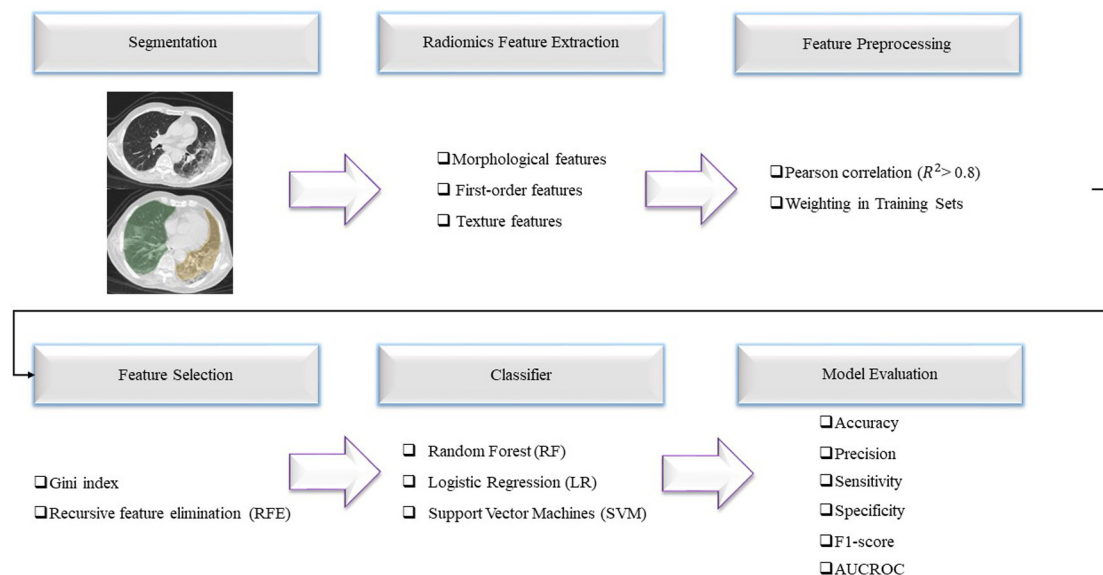 Segmentation
Radiomics Feature Extraction
Feature Preprocessing
❑Morphological features
❑First-order features
❑Texture features
❑Pearson correlation (R²> 0.8)
❑Weighting in Training Sets
Feature Selection
Classifier
Model Evaluation
❑Gini index
❑Recursive feature elimination (RFE)
❑ Random Forest (RF)
❑ Logistic Regression (LR)
❑ Support Vector Machines (SVM)
❑Accuracy
❑Precision
❑Sensitivity
❑Specificity
❑F1-score
❑AUCROC